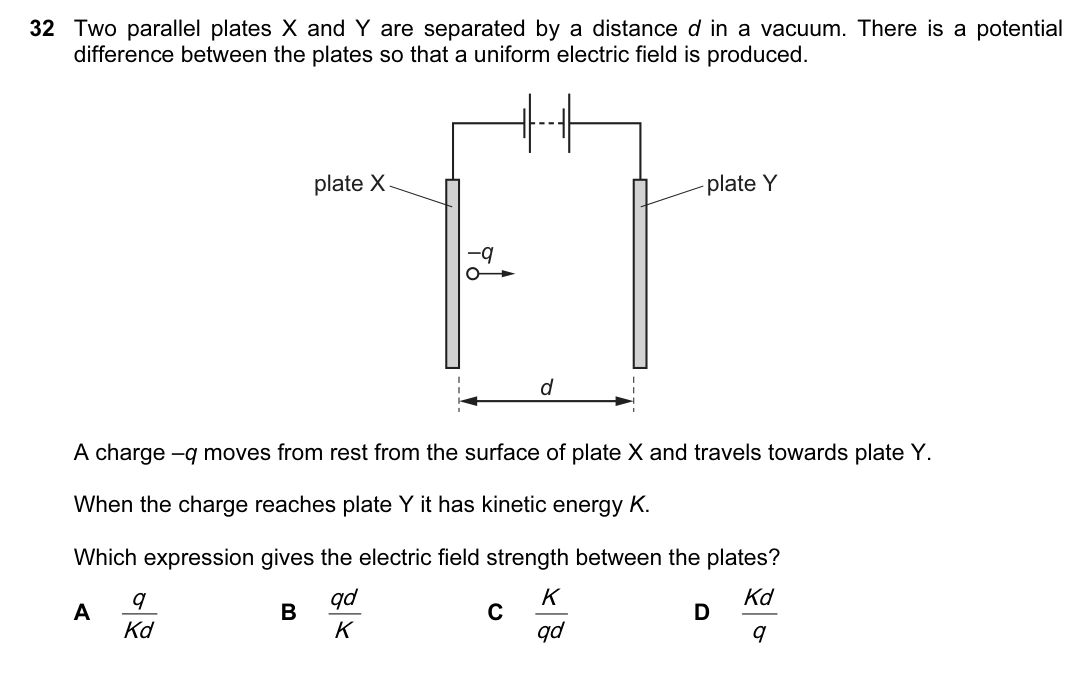 32 Two parallel plates X and Y are separated by a distance d in a vacuum. There is a potential
difference between the plates so that a uniform electric field is produced.
plate X
plate Y
–q
d
A charge –q moves from rest from the surface of plate X and travels towards plate Y.
When the charge reaches plate Y it has kinetic energy K.
Which expression gives the electric field strength between the plates?
A q/Kd B qd/K C K/qd D Kd/q